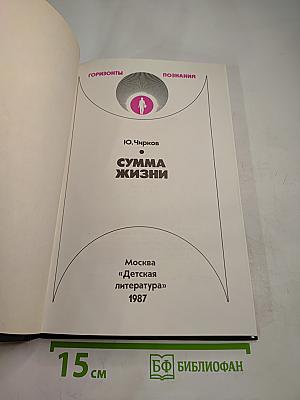 ГОРИЗОНТЫ ПОЗНАНИЯ
Ю. Чирков
СУММА
ЖИЗНИ
Москва
«Детская
литература»
1987
15 см
БФ БИБЛИОФАН